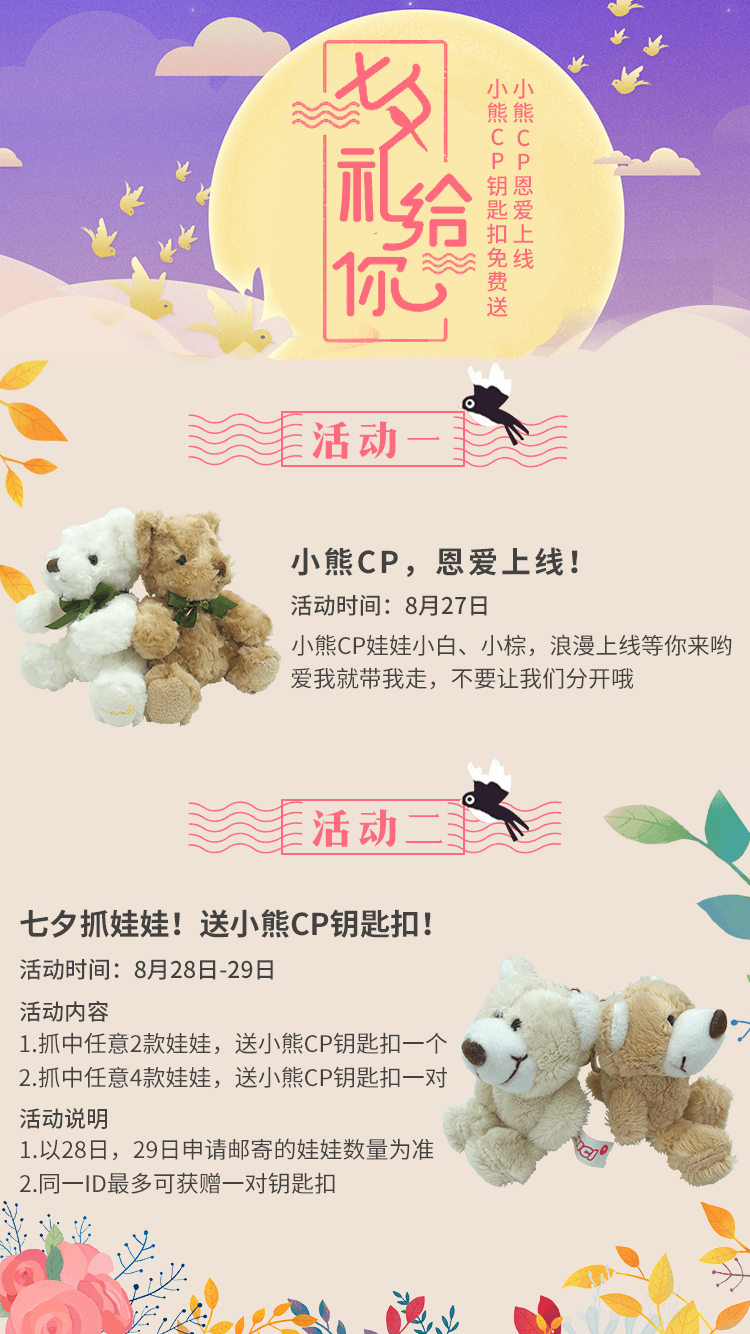 七夕
礼给
你
小熊CP恩爱上线
小熊CP钥匙扣免费送
活动一
小熊CP，恩爱上线！
活动时间：8月27日
小熊CP娃娃小白、小棕，浪漫上线等你来哟
爱我就带我走，不要让我们分开哦
活动二
七夕抓娃娃！送小熊CP钥匙扣！
活动时间：8月28日-29日
活动内容
1.抓中任意2款娃娃，送小熊CP钥匙扣一个
2.抓中任意4款娃娃，送小熊CP钥匙扣一对
活动说明
1.以28日，29日申请邮寄的娃娃数量为准
2.同一ID最多可获赠一对钥匙扣